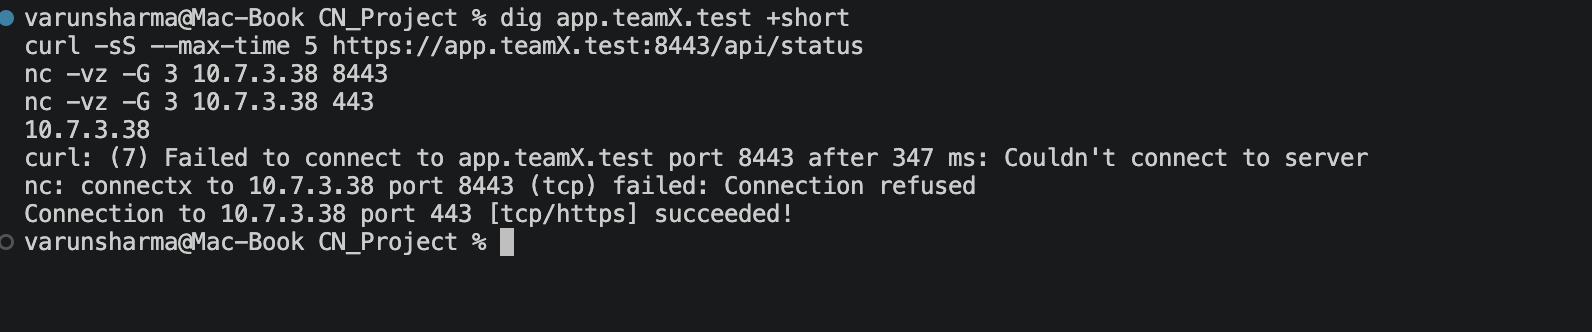 varunsharma@Mac-Book CN_Project % dig app.teamX.test +short
curl -sS --max-time 5 https://app.teamX.test:8443/api/status
nc -vz -G 3 10.7.3.38 8443
nc -vz -G 3 10.7.3.38 443
10.7.3.38
curl: (7) Failed to connect to app.teamX.test port 8443 after 347 ms: Couldn't connect to server
nc: connectx to 10.7.3.38 port 8443 (tcp) failed: Connection refused
Connection to 10.7.3.38 port 443 [tcp/https] succeeded!
varunsharma@Mac-Book CN_Project %